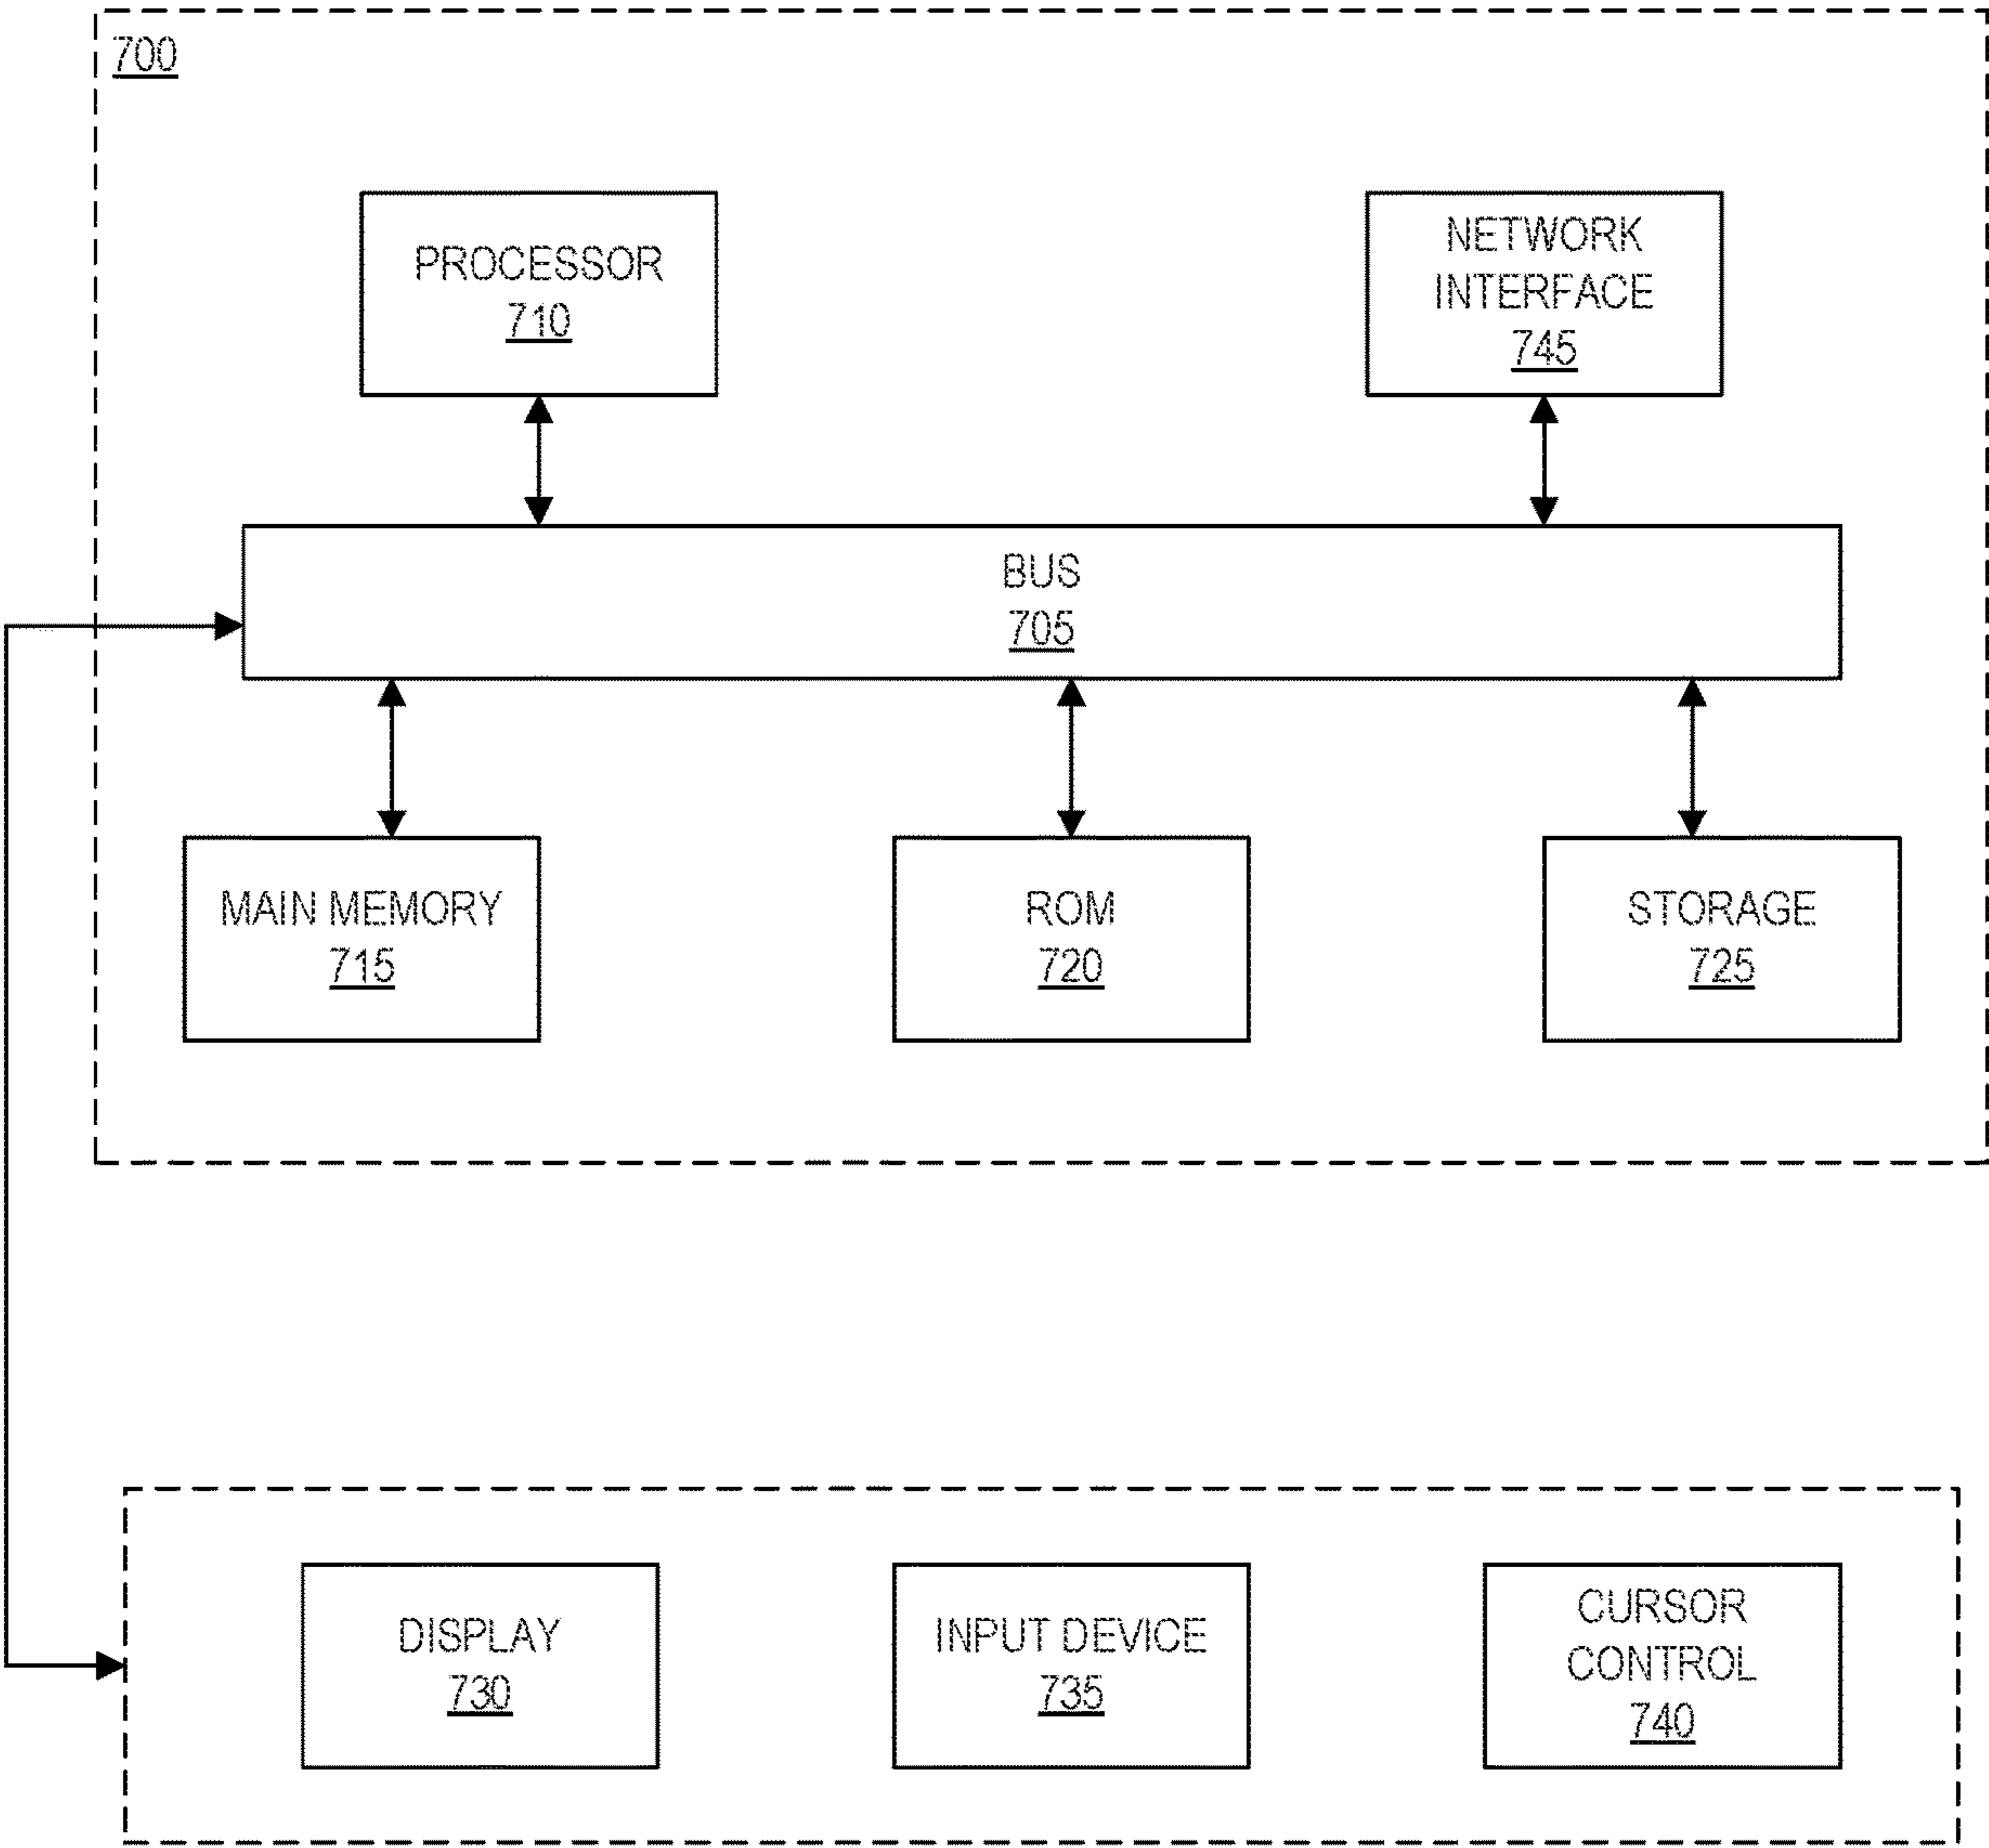 700
PROCESSOR
710
NETWORK
INTERFACE
745
BUS
705
MAIN MEMORY
715
ROM
720
STORAGE
725
DISPLAY
730
INPUT DEVICE
735
CURSOR
CONTROL
740